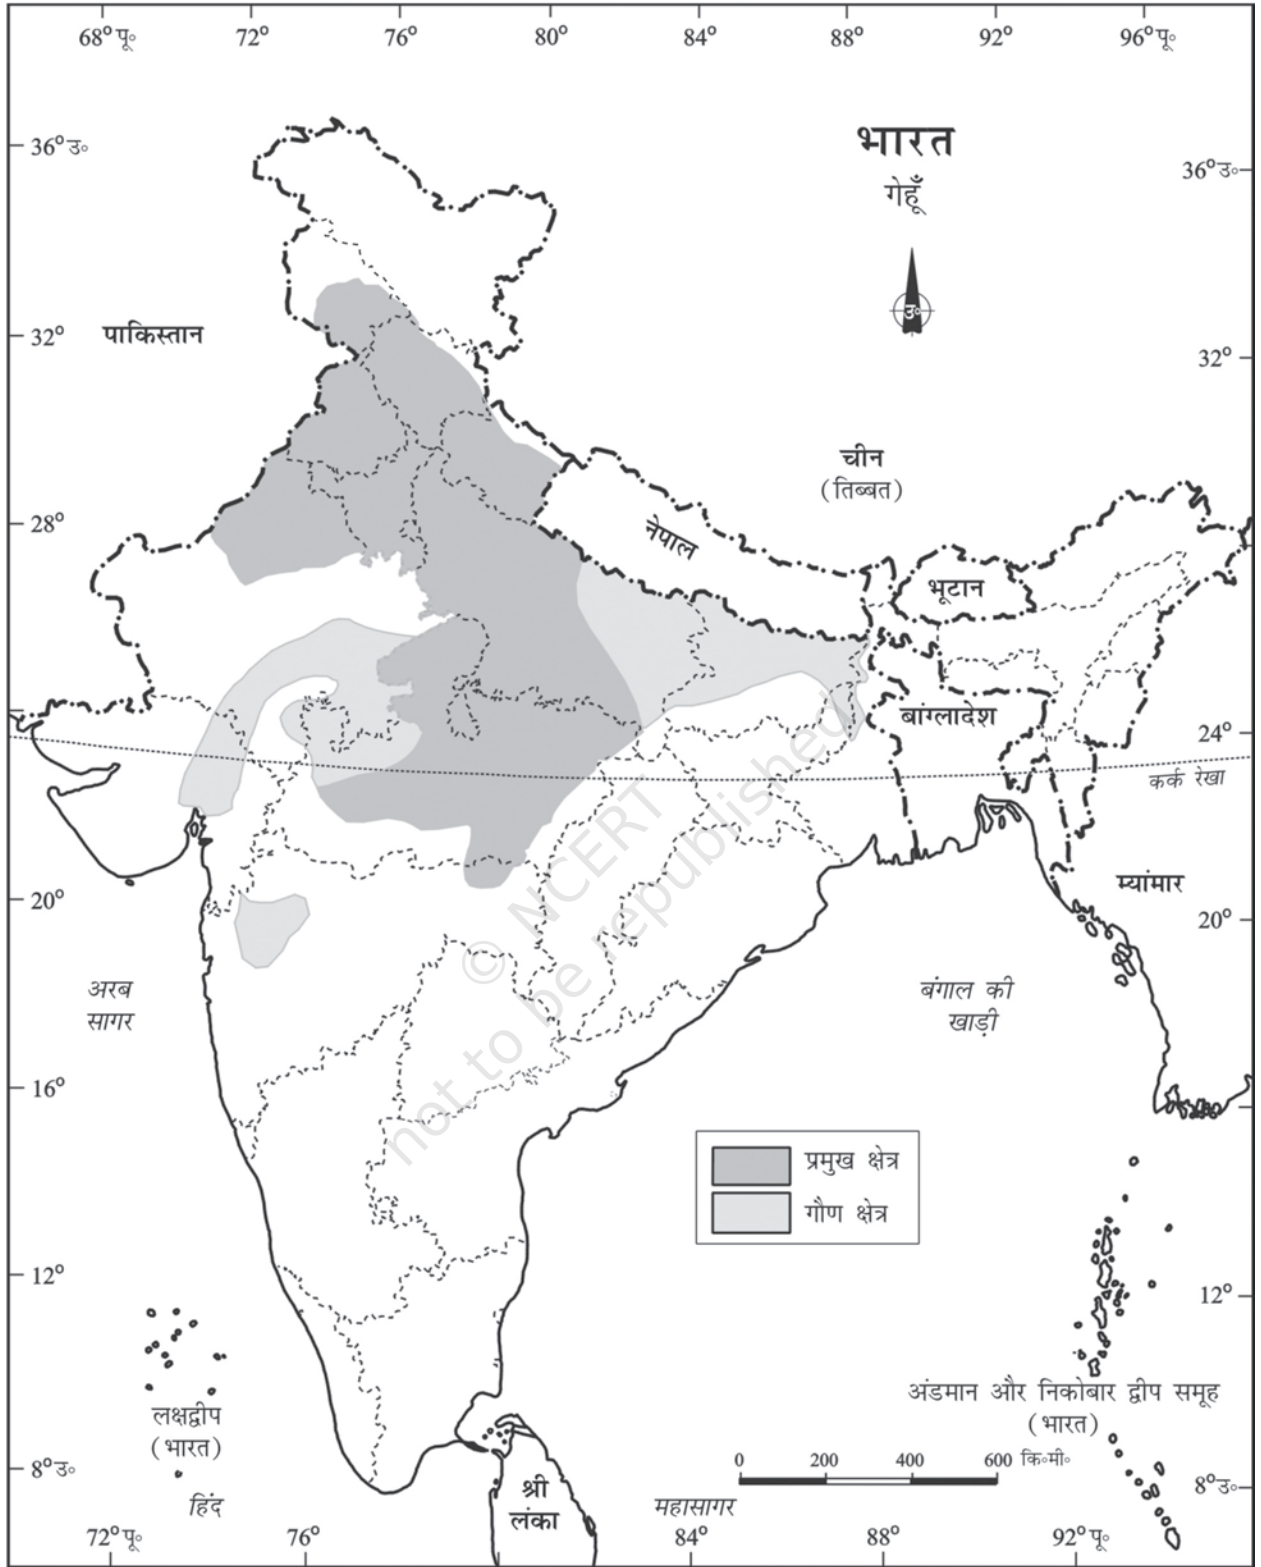 68°पू॰ 72° 76° 80° 84° 88° 92° 96°पू॰
भारत
गेहूँ
36°उ॰ 36°उ॰
उ॰
पाकिस्तान
32° 32°
चीन
(तिब्बत)
28°
नेपाल
भूटान
बांग्लादेश
24°
कर्क रेखा
म्यांमार
20° 20°
अरब
सागर
बंगाल की
खाड़ी
© NCERT
not to be republished
16°
प्रमुख क्षेत्र
गौण क्षेत्र
12° 12°
अंडमान और निकोबार द्वीप समूह
(भारत)
लक्षद्वीप
(भारत)
0 200 400 600 कि॰मी॰
8°उ॰ 8°उ॰
श्री
लंका
हिंद महासागर
72°पू॰ 76° 84° 88° 92°पू॰